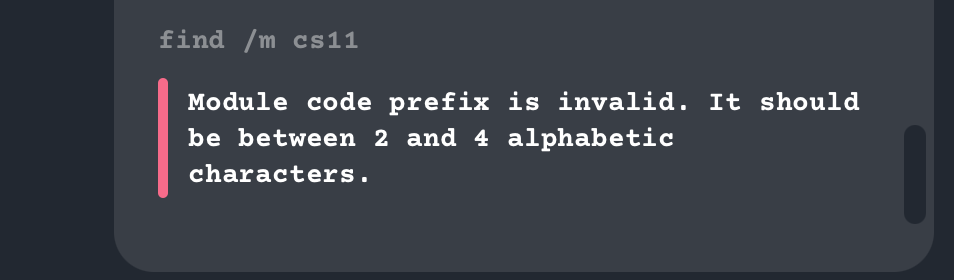 find /m cs11
Module code prefix is invalid. It should
be between 2 and 4 alphabetic
characters.